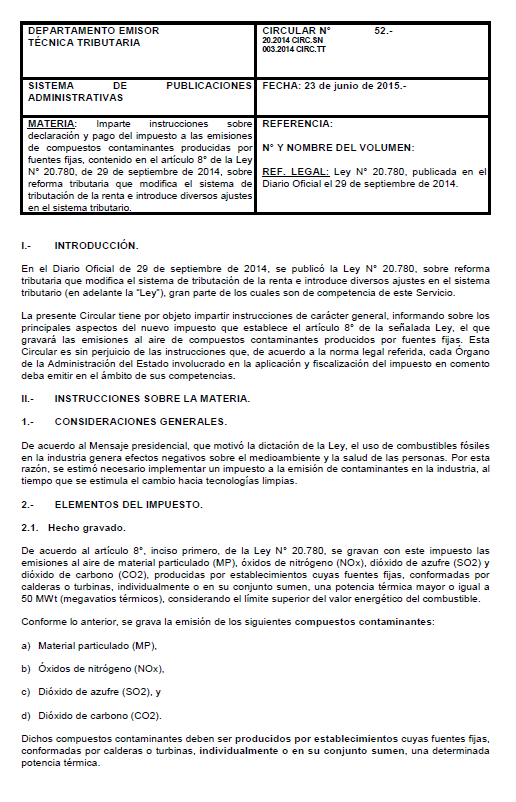 DEPARTAMENTO EMISOR
TÉCNICA TRIBUTARIA
CIRCULAR N° 52.-
20.2014 CIRC.SN
003.2014 CIRC.TT
SISTEMA DE PUBLICACIONES
ADMINISTRATIVAS
FECHA: 23 de junio de 2015.-
MATERIA: Imparte instrucciones sobre
declaración y pago del impuesto a las emisiones
de compuestos contaminantes producidas por
fuentes fijas, contenido en el artículo 8° de la Ley
N° 20.780, de 29 de septiembre de 2014, sobre
reforma tributaria que modifica el sistema de
tributación de la renta e introduce diversos ajustes
en el sistema tributario.
REFERENCIA:
N° Y NOMBRE DEL VOLUMEN:
REF. LEGAL: Ley N° 20.780, publicada en el
Diario Oficial el 29 de septiembre de 2014.
I.- INTRODUCCIÓN.
En el Diario Oficial de 29 de septiembre de 2014, se publicó la Ley N° 20.780, sobre reforma
tributaria que modifica el sistema de tributación de la renta e introduce diversos ajustes en el sistema
tributario (en adelante la "Ley"), gran parte de los cuales son de competencia de este Servicio.
La presente Circular tiene por objeto impartir instrucciones de carácter general, informando sobre los
principales aspectos del nuevo impuesto que establece el artículo 8° de la señalada Ley, el que
gravará las emisiones al aire de compuestos contaminantes producidos por fuentes fijas. Esta
Circular es sin perjuicio de las instrucciones que, de acuerdo a la norma legal referida, cada Órgano
de la Administración del Estado involucrado en la aplicación y fiscalización del impuesto en comento
deba emitir en el ámbito de sus competencias.
II.- INSTRUCCIONES SOBRE LA MATERIA.
1.- CONSIDERACIONES GENERALES.
De acuerdo al Mensaje presidencial, que motivó la dictación de la Ley, el uso de combustibles fósiles
en la industria genera efectos negativos sobre el medioambiente y la salud de las personas. Por esta
razón, se estimó necesario implementar un impuesto a la emisión de contaminantes en la industria, al
tiempo que se estimula el cambio hacia tecnologías limpias.
2.- ELEMENTOS DEL IMPUESTO.
2.1. Hecho gravado.
De acuerdo al artículo 8°, inciso primero, de la Ley N° 20.780, se gravan con este impuesto las
emisiones al aire de material particulado (MP), óxidos de nitrógeno (NOx), dióxido de azufre (SO2) y
dióxido de carbono (CO2), producidas por establecimientos cuyas fuentes fijas, conformadas por
calderas o turbinas, individualmente o en su conjunto sumen, una potencia térmica mayor o igual a
50 MWt (megavatios térmicos), considerando el límite superior del valor energético del combustible.
Conforme lo anterior, se grava la emisión de los siguientes compuestos contaminantes:
a) Material particulado (MP),
b) Óxidos de nitrógeno (NOx),
c) Dióxido de azufre (SO2), y
d) Dióxido de carbono (CO2).
Dichos compuestos contaminantes deben ser producidos por establecimientos cuyas fuentes fijas,
conformadas por calderas o turbinas, individualmente o en su conjunto sumen, una determinada
potencia térmica.